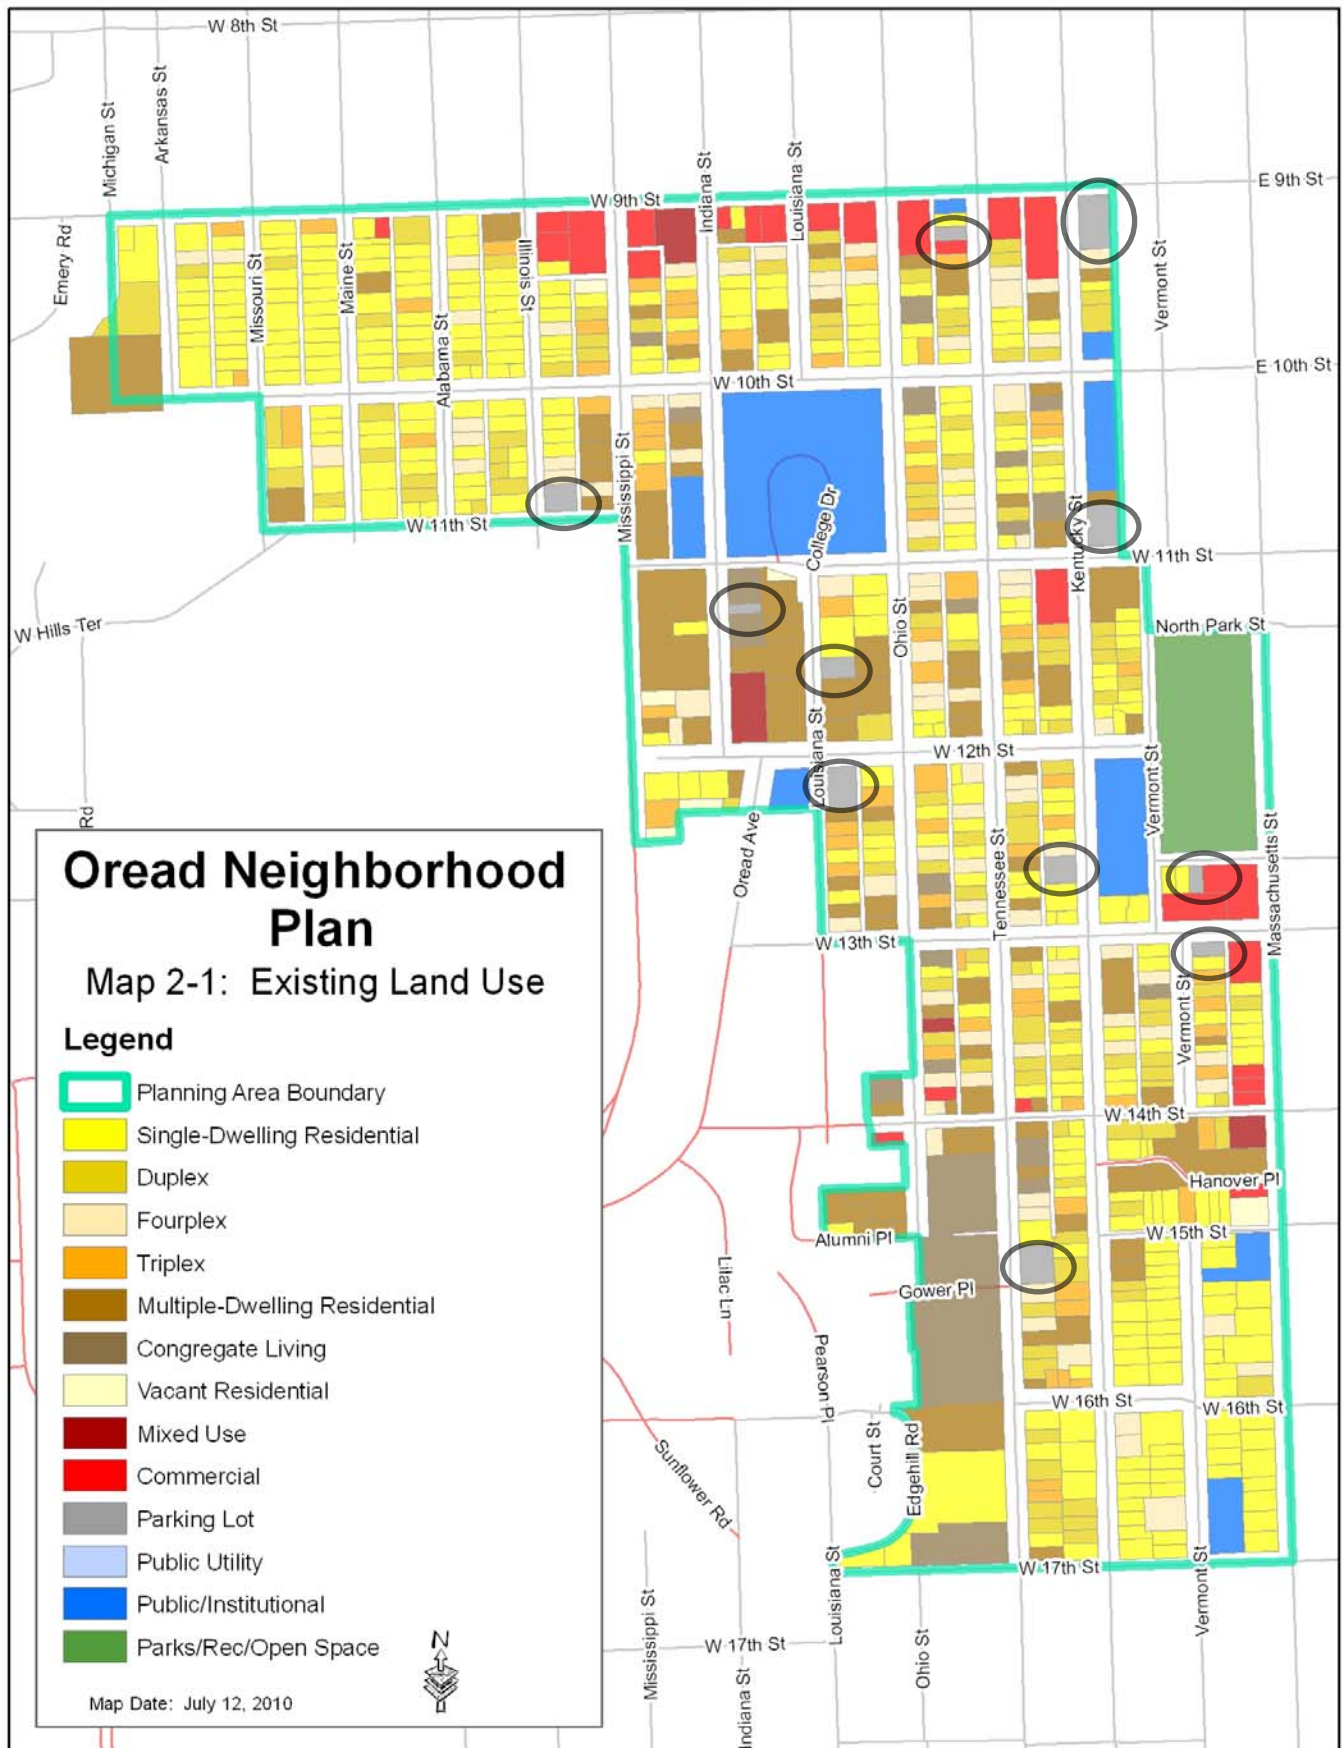 W 8th St
Michigan St
Arkansas St
E 9th St
W 9th St
Indiana St
Louisiana St
Emery Rd
Missouri St
Maine St
Illinois St
Vermont St
Alabama St
E 10th St
W 10th St
Mississippi St
College Dr
Kentucky St
W 11th St
W 11th St
W Hills Ter
Ohio St
North Park St
Louisiana St
W 12th St
Louisiana St
Vermont St
Rd
Oread Ave
Tennessee St
Massachusetts St
W 13th St
Vermont St
W 14th St
Hanover Pl
W 15th St
Alumni Pl
Lilac Ln
Gower Pl
Pearson Pl
W 16th St
W 16th St
Court St
Edgehill Rd
Sunflower Rd
W 17th St
Louisiana St
Vermont St
Mississippi St
W 17th St
Indiana St
Ohio St
Oread Neighborhood
Plan
Map 2-1: Existing Land Use
Legend
Planning Area Boundary
Single-Dwelling Residential
Duplex
Fourplex
Triplex
Multiple-Dwelling Residential
Congregate Living
Vacant Residential
Mixed Use
Commercial
Parking Lot
Public Utility
Public/Institutional
Parks/Rec/Open Space
N
Map Date: July 12, 2010